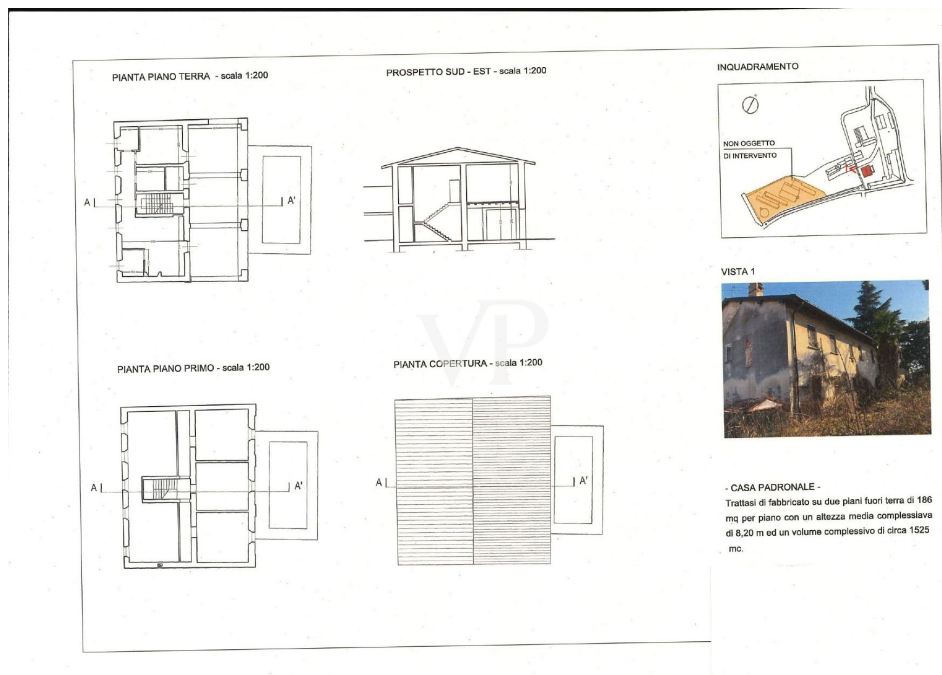 PIANTA PIANO TERRA - scala 1:200
PROSPETTO SUD - EST - scala 1:200
INQUADRAMENTO
NON OGGETTO
DI INTERVENTO
A
A'
VISTA 1
VP
PIANTA PIANO PRIMO - scala 1:200
PIANTA COPERTURA - scala 1:200
A
A'
A
A'
- CASA PADRONALE -
Trattasi di fabbricato su due piani fuori terra di 186
mq per piano con un altezza media complessiava
di 8,20 m ed un volume complessivo di circa 1525
mc.